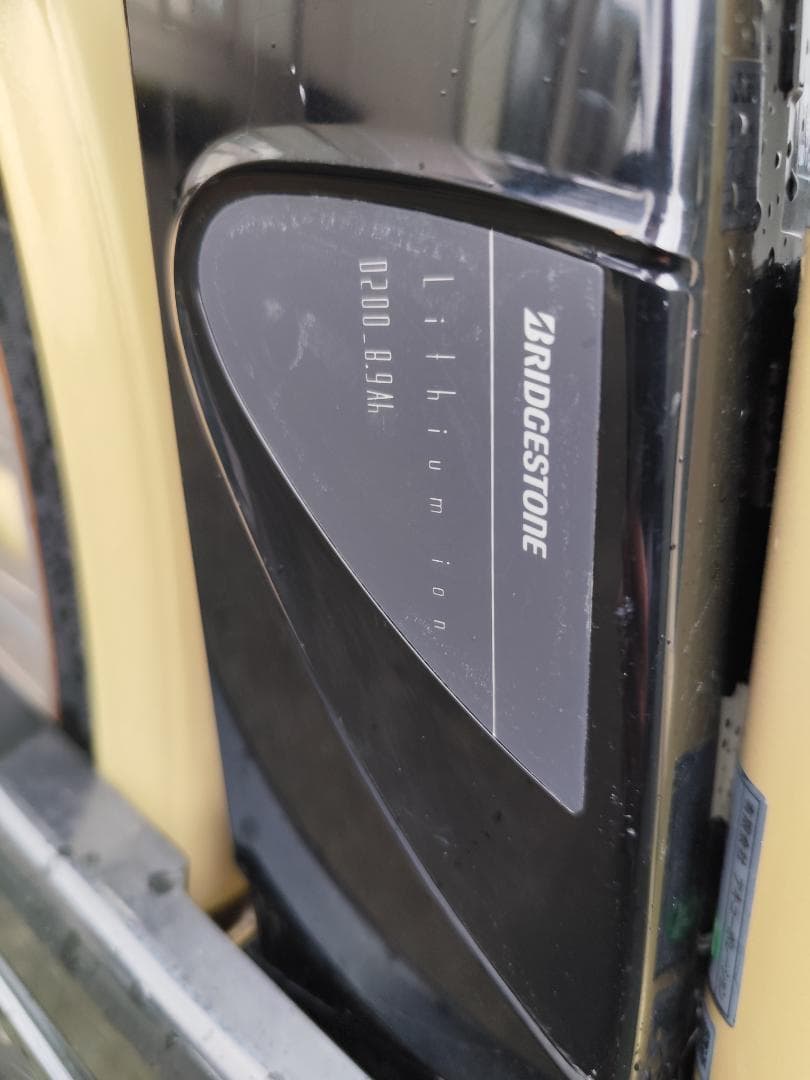 BRIDGESTONE
Lithium ion
D200_8.9Ah